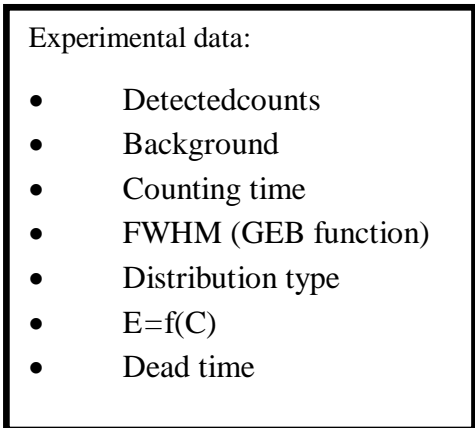 Experimental data:
• Detectedcounts
• Background
• Counting time
• FWHM (GEB function)
• Distribution type
• E=f(C)
• Dead time